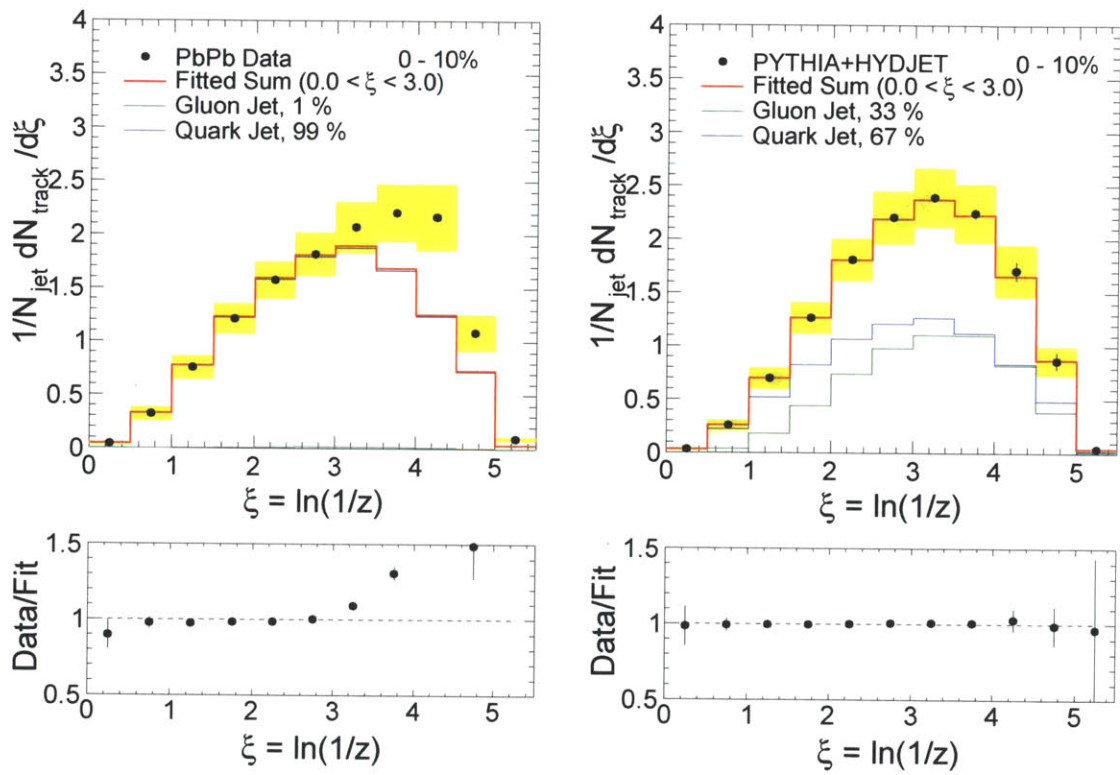 4
3.5
3
2.5
2
1.5
1
0.5
0
1/N_jet dN_track /dξ
PbPb Data 0 - 10%
Fitted Sum (0.0 < ξ < 3.0)
Gluon Jet, 1 %
Quark Jet, 99 %
0 1 2 3 4 5
ξ = ln(1/z)
4
3.5
3
2.5
2
1.5
1
0.5
0
1/N_jet dN_track /dξ
PYTHIA+HYDJET 0 - 10%
Fitted Sum (0.0 < ξ < 3.0)
Gluon Jet, 33 %
Quark Jet, 67 %
0 1 2 3 4 5
ξ = ln(1/z)
1.5
1
0.5
Data/Fit
0 1 2 3 4 5
ξ = ln(1/z)
1.5
1
0.5
Data/Fit
0 1 2 3 4 5
ξ = ln(1/z)